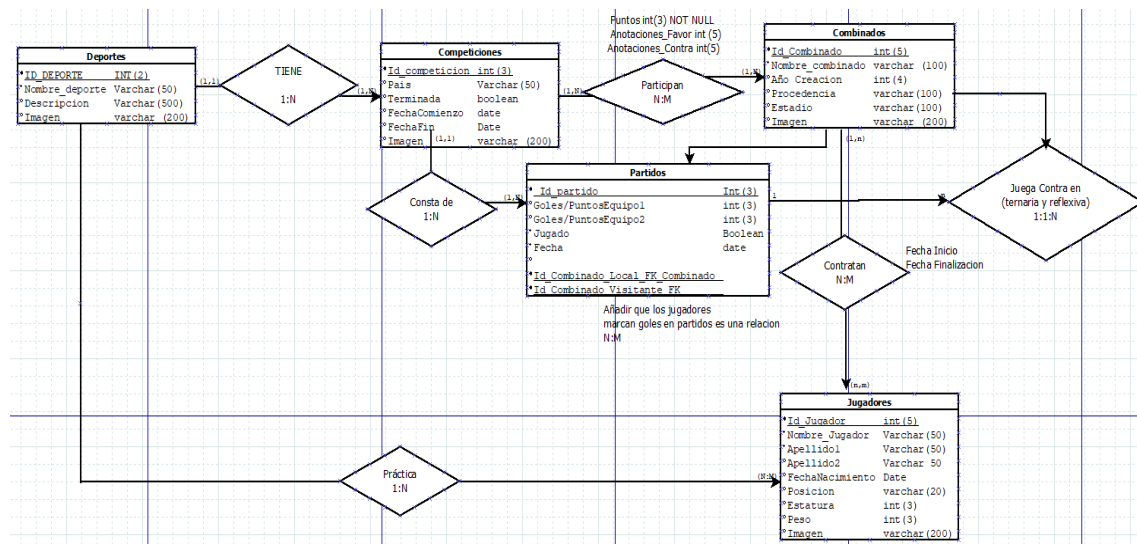 Puntos int(3) NOT NULL
Anotaciones_Favor int (5)
Anotaciones_Contra int(5)
Deportes
ID_DEPORTE INT(2)
Nombre_deporte Varchar(50)
Descripcion Varchar(500)
Imagen varchar (200)
(1,1)
TIENE
1:N
(1,N)
Competiciones
Id_competicion int(3)
Pais Varchar(50)
Terminada boolean
FechaComienzo date
FechaFin Date
Imagen varchar (200)
(1,N)
Participan
N:M
(1,N)
Combinados
Id_Combinado int(5)
Nombre_combinado varchar (100)
Año Creacion int(4)
Procedencia varchar(100)
Estadio varchar(100)
Imagen varchar (200)
(1,1)
(1,n)
Consta de
1:N
(1,N)
Partidos
Id_partido Int(3)
Goles/PuntosEquipo1 int(3)
Goles/PuntosEquipo2 int(3)
Jugado Boolean
Fecha date
Id_Combinado_Local_FK_Combinado
Id_Combinado_Visitante_FK
1
Juega Contra en
(ternaria y reflexiva)
1:1:N
Contratan
N:M
Fecha Inicio
Fecha Finalizacion
Añadir que los jugadores
marcan goles en partidos es una relacion
N:M
(n,m)
Jugadores
Id_Jugador int(5)
Nombre_Jugador Varchar(50)
Apellido1 Varchar(50)
Apellido2 Varchar 50
FechaNacimiento Date
Posicion varchar(20)
Estatura int(3)
Peso int(3)
Imagen varchar(200)
Práctica
1:N
(N:M)